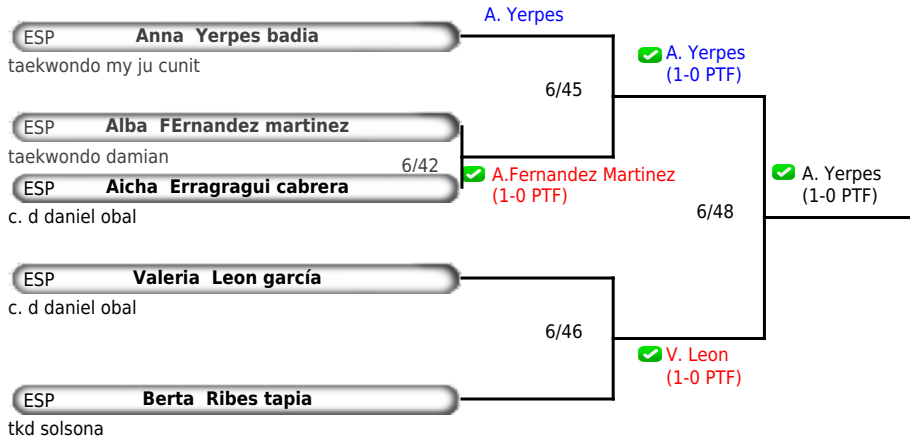 A. Yerpes
ESP Anna Yerpes badia
taekwondo my ju cunit
A. Yerpes
(1-0 PTF)
6/45
ESP Alba FErnandez martinez
taekwondo damian
6/42
A.Fernandez Martinez
(1-0 PTF)
ESP Aicha Erragragui cabrera
c. d daniel obal
A. Yerpes
(1-0 PTF)
6/48
ESP Valeria Leon garcía
c. d daniel obal
6/46
V. Leon
(1-0 PTF)
ESP Berta Ribes tapia
tkd solsona